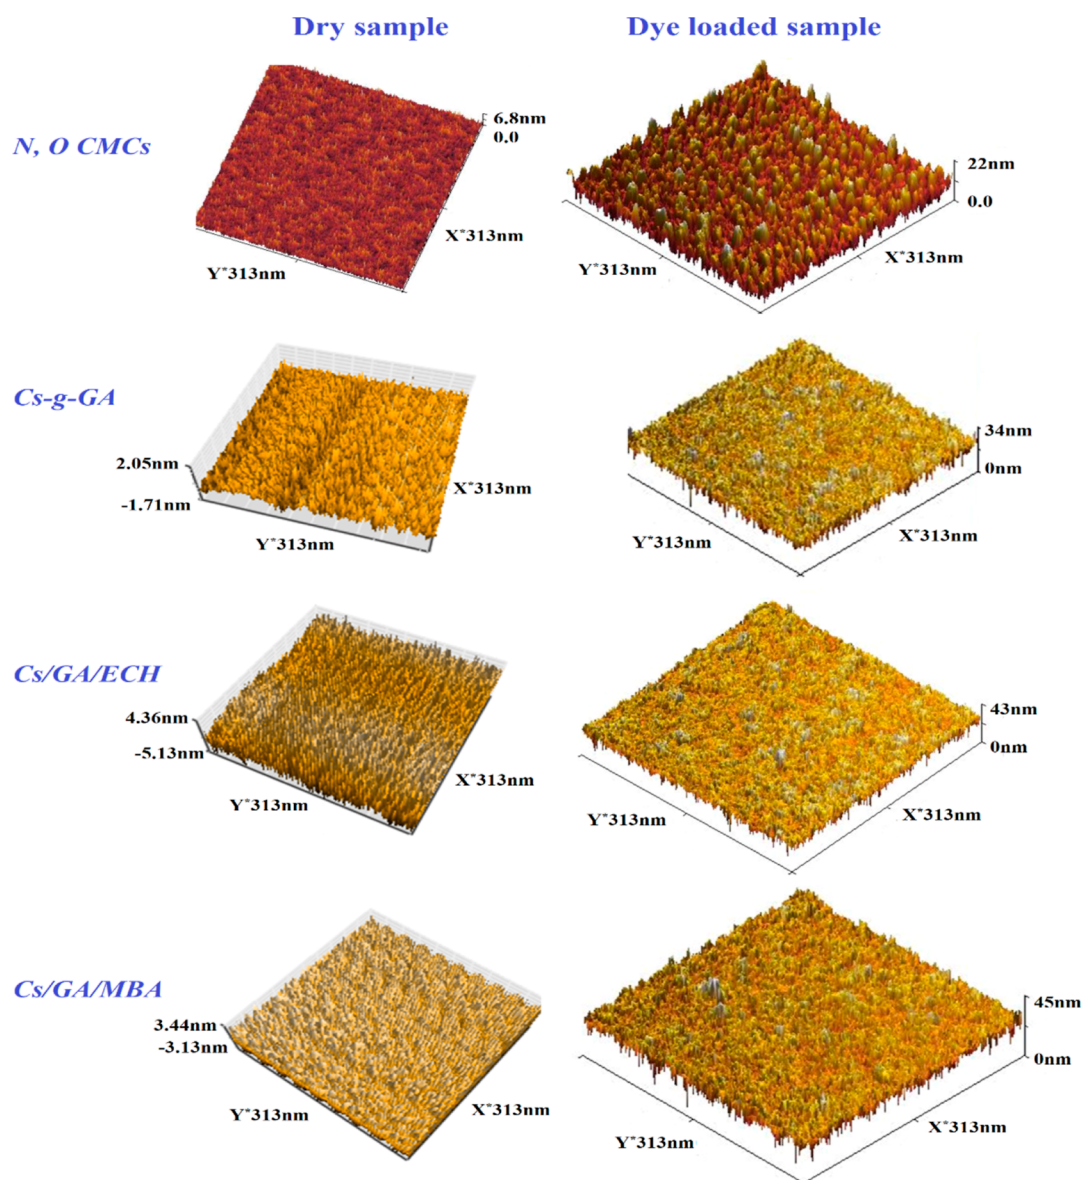 Dry sample
Dye loaded sample
N, O CMCs
6.8nm
0.0
X*313nm
Y*313nm
22nm
0.0
X*313nm
Y*313nm
Cs-g-GA
2.05nm
-1.71nm
X*313nm
Y*313nm
34nm
0nm
X*313nm
Y*313nm
Cs/GA/ECH
4.36nm
-5.13nm
X*313nm
Y*313nm
43nm
0nm
X*313nm
Y*313nm
Cs/GA/MBA
3.44nm
-3.13nm
X*313nm
Y*313nm
45nm
0nm
X*313nm
Y*313nm